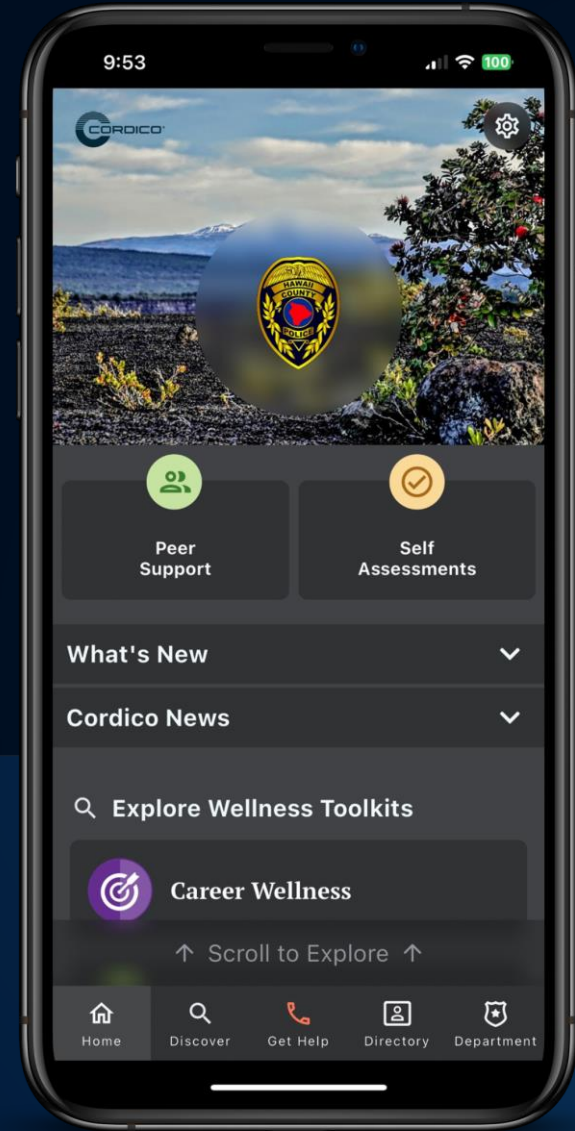 9:53
100
CORDICO
HAWAII
COUNTY
POLICE
Peer
Support
Self
Assessments
What's New
Cordico News
Explore Wellness Toolkits
Career Wellness
↑ Scroll to Explore ↑
Home
Discover
Get Help
Directory
Department